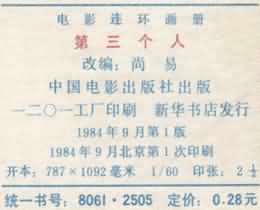 电影连环画册
第三个人
改编：尚易
中国电影出版社出版
一二〇一工厂印刷 新华书店发行
1984年9月第1版
1984年9月北京第1次印刷
开本：787×1092毫米 1/60 印张：2½
统一书号：8061·2505 定价：0.28元